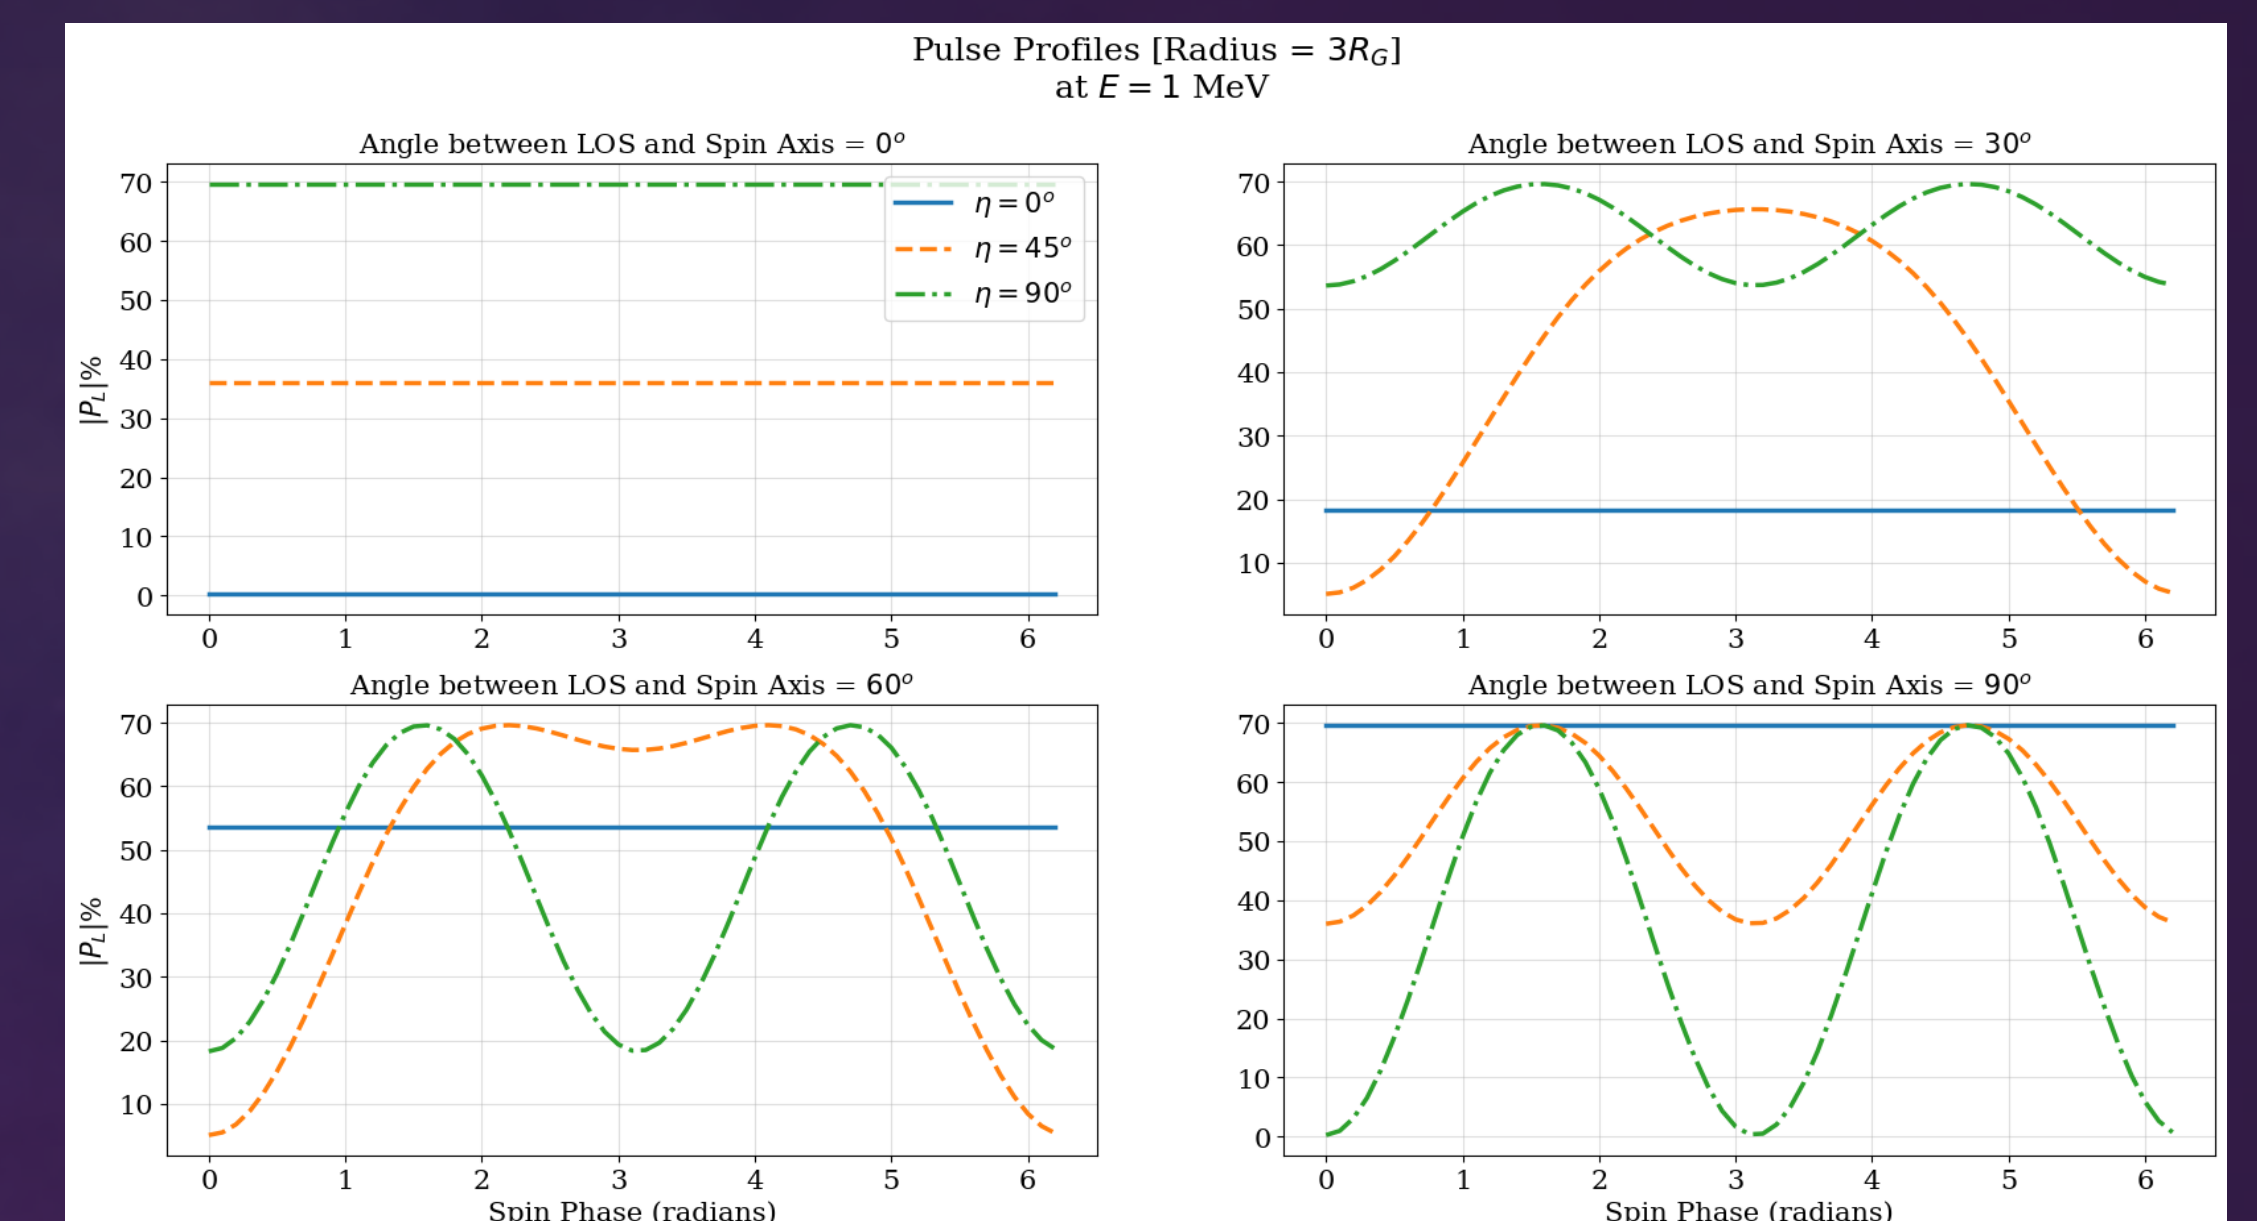 Pulse Profiles [Radius = 3R_G]
at E = 1 MeV
Angle between LOS and Spin Axis = 0°
70
60
50
40
30
20
10
0
|P_L|%
η = 0°
η = 45°
η = 90°
0 1 2 3 4 5 6
Angle between LOS and Spin Axis = 30°
70
60
50
40
30
20
10
0 1 2 3 4 5 6
Angle between LOS and Spin Axis = 60°
70
60
50
40
30
20
10
|P_L|%
0 1 2 3 4 5 6
Spin Phase (radians)
Angle between LOS and Spin Axis = 90°
70
60
50
40
30
20
10
0
0 1 2 3 4 5 6
Spin Phase (radians)